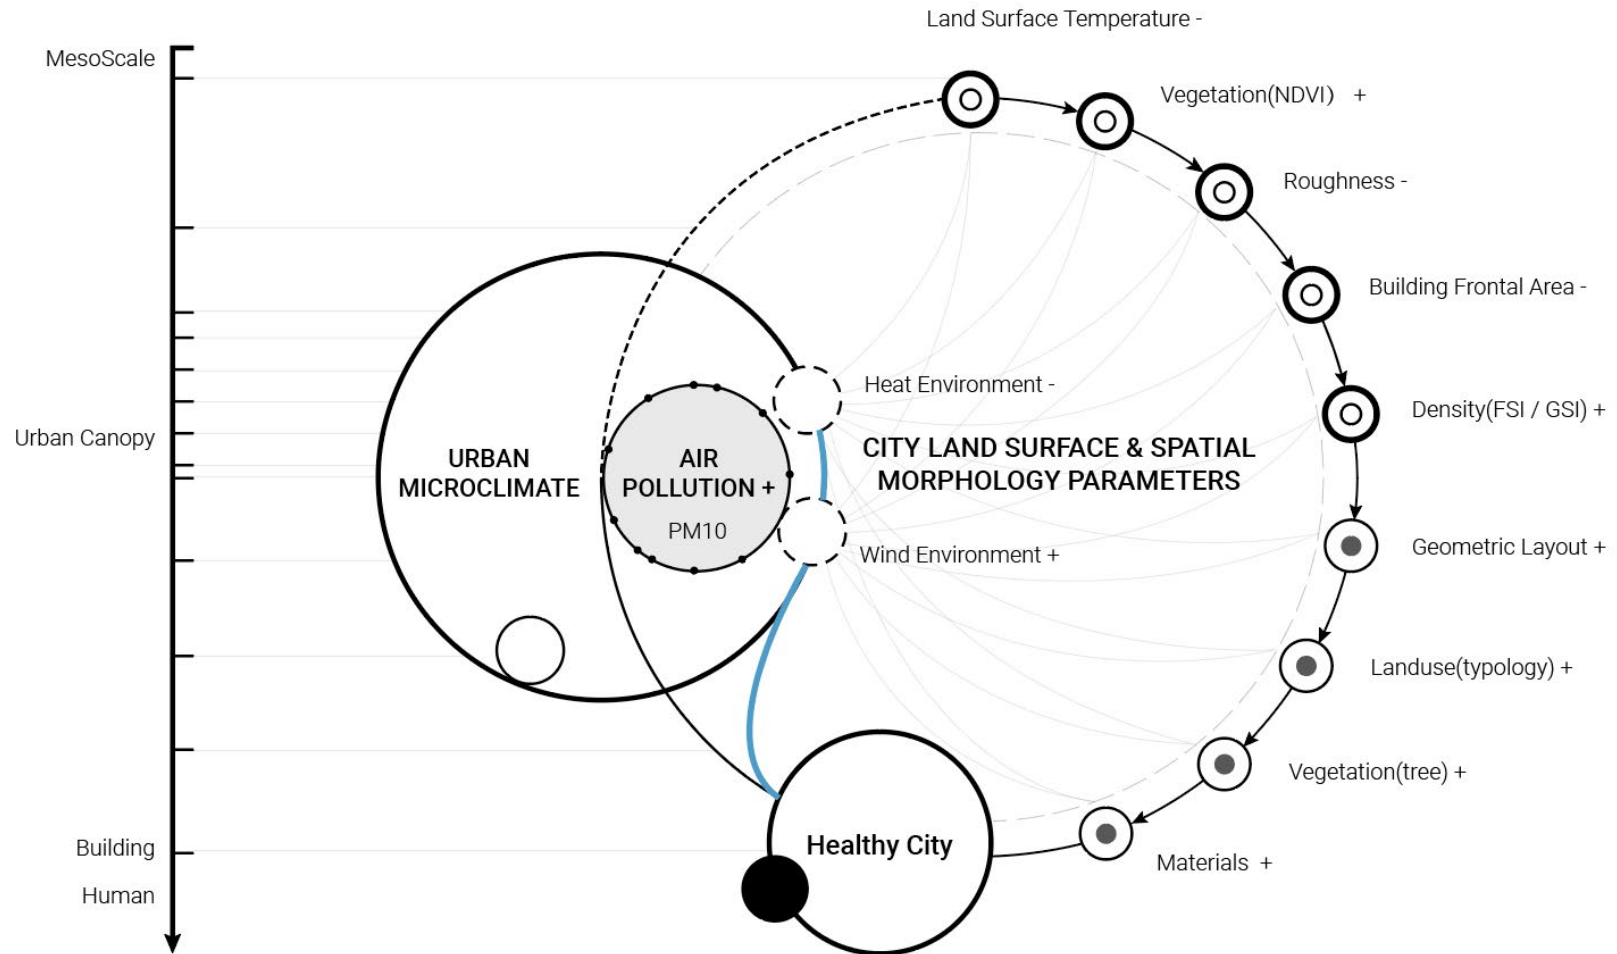 Land Surface Temperature -
MesoScale
Vegetation(NDVI) +
Roughness -
Building Frontal Area -
Heat Environment -
Density(FSI / GSI) +
Urban Canopy
URBAN
MICROCLIMATE
AIR
POLLUTION +
PM10
CITY LAND SURFACE & SPATIAL
MORPHOLOGY PARAMETERS
Wind Environment +
Geometric Layout +
Landuse(typology) +
Vegetation(tree) +
Building
Healthy City
Materials +
Human